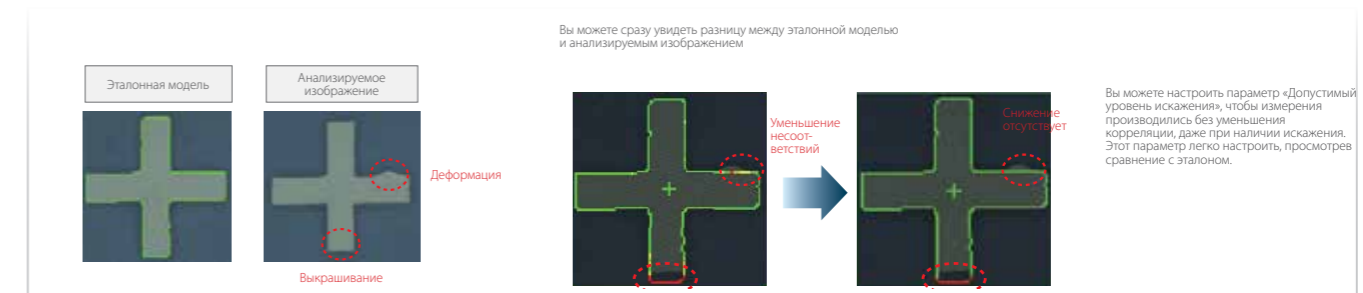 Вы можете сразу увидеть разницу между эталонной моделью
и анализируемым изображением
Эталонная модель
Анализируемое
изображение
Деформация
Выкрашивание
Уменьшение
несоот-
ветствий
Снижение
отсутствует
Вы можете настроить параметр «Допустимый
уровень искажения», чтобы измерения
производились без уменьшения
корреляции, даже при наличии искажения.
Этот параметр легко настроить, просмотрев
сравнение с эталоном.